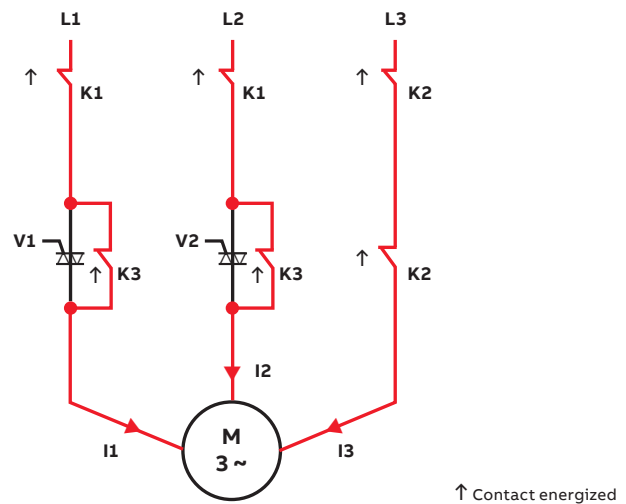 L1 L2 L3
K1 K1 K2
V1 K3 V2 K3 K2
I2
I1 I3
M
3 ~
Contact energized